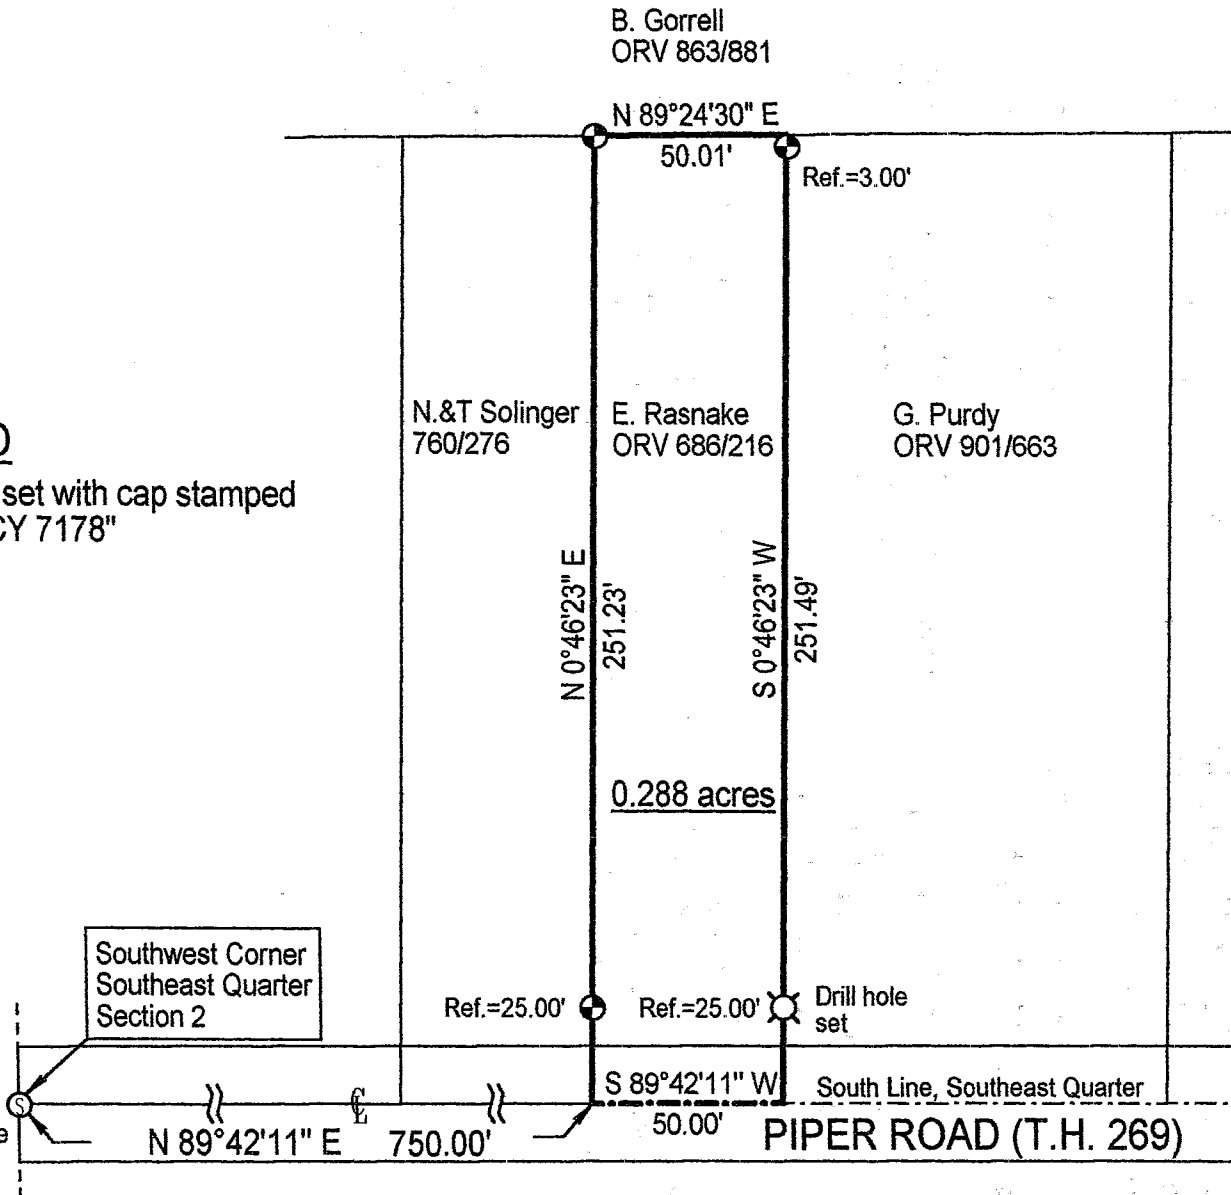 B. Gorrell
ORV 863/881
N 89°24'30" E
50.01'
Ref.=3.00'
N.&T Solinger
760/276
E. Rasnake
ORV 686/216
G. Purdy
ORV 901/663
set with cap stamped
CY 7178"
N 0°46'23" E
251.23'
S 0°46'23" W
251.49'
0.288 acres
Southwest Corner
Southeast Quarter
Section 2
Ref.=25.00'
Ref.=25.00'
Drill hole
set
S 89°42'11" W
50.00'
South Line, Southeast Quarter
S
℄
N 89°42'11" E 750.00'
PIPER ROAD (T.H. 269)
e